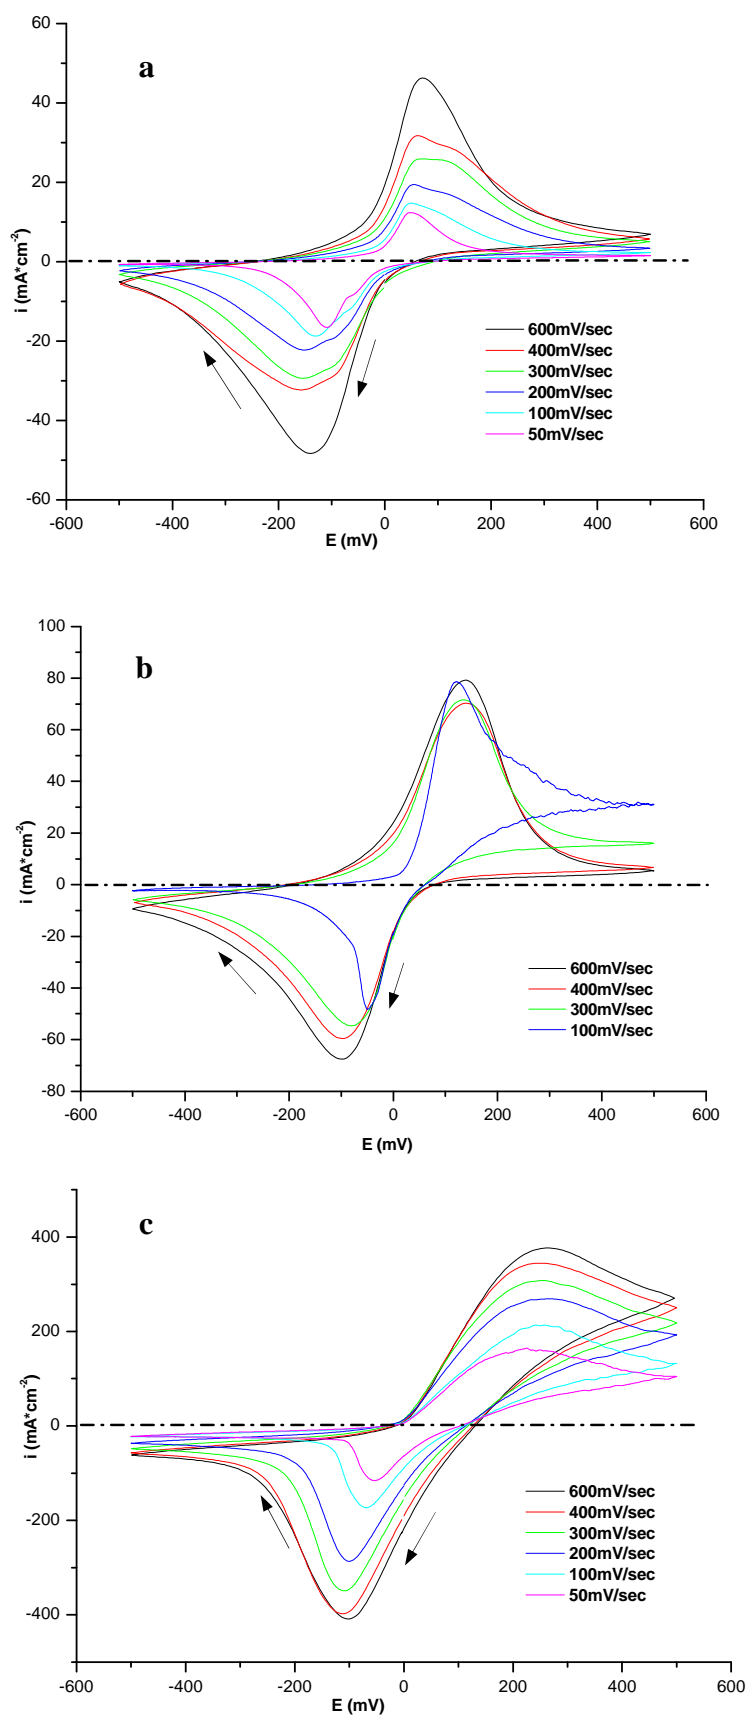 a
60
40
20
0
-20
-40
-60
i (mA*cm-2)
600mV/sec
400mV/sec
300mV/sec
200mV/sec
100mV/sec
50mV/sec
-600 -400 -200 0 200 400 600
E (mV)
b
100
80
60
40
20
0
-20
-40
-60
-80
i (mA*cm-2)
600mV/sec
400mV/sec
300mV/sec
100mV/sec
-600 -400 -200 0 200 400 600
E (mV)
c
400
200
0
-200
-400
i (mA*cm-2)
600mV/sec
400mV/sec
300mV/sec
200mV/sec
100mV/sec
50mV/sec
-600 -400 -200 0 200 400 600
E (mV)